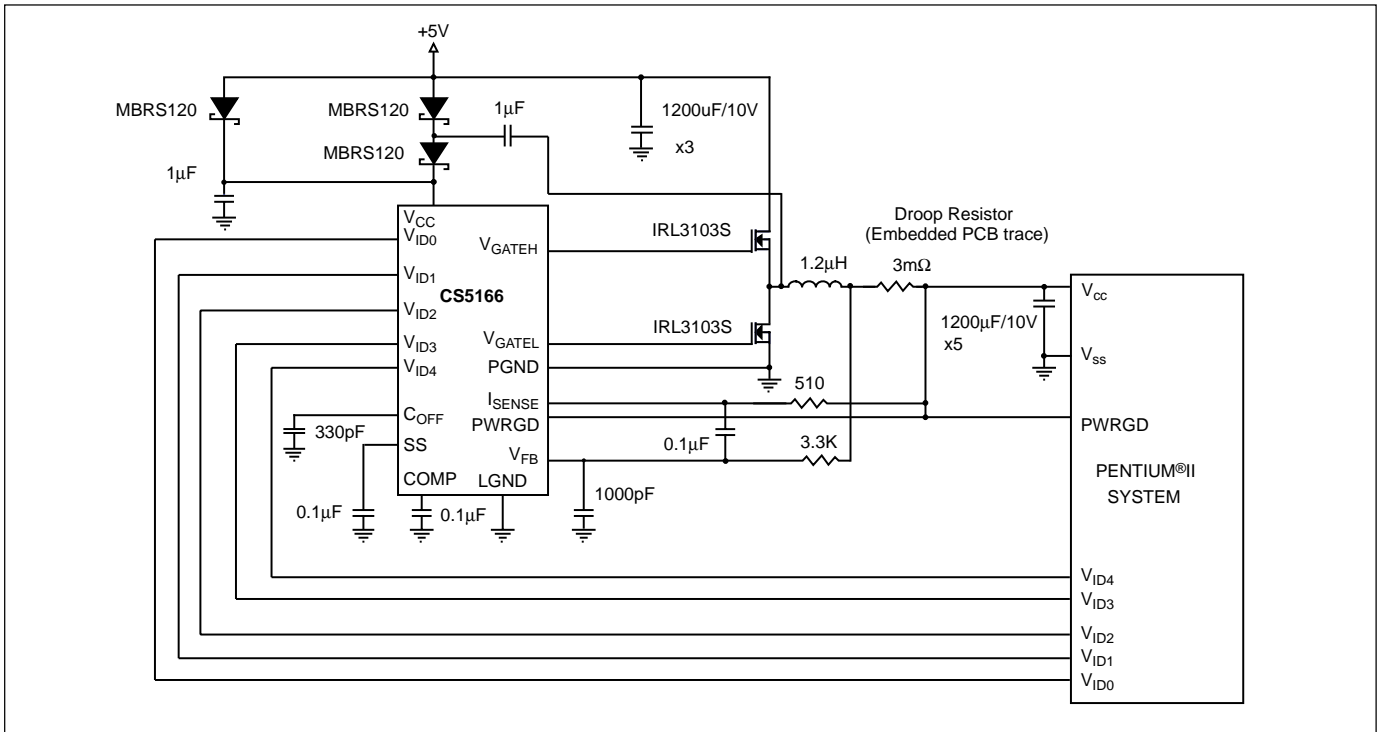 +5V
MBRS120
MBRS120
1µF
1200uF/10V
x3
MBRS120
1µF
VCC
VID0
VGATEH
IRL3103S
Droop Resistor
(Embedded PCB trace)
1.2µH
3mΩ
VID1
CS5166
Vcc
VID2
1200µF/10V
x5
VID3
VGATEL
IRL3103S
Vss
VID4
PGND
510
ISENSE
COFF
PWRGD
PWRGD
330pF
SS
0.1µF
3.3K
VFB
COMP
LGND
1000pF
PENTIUM®II
SYSTEM
0.1µF
0.1µF
VID4
VID3
VID2
VID1
VID0